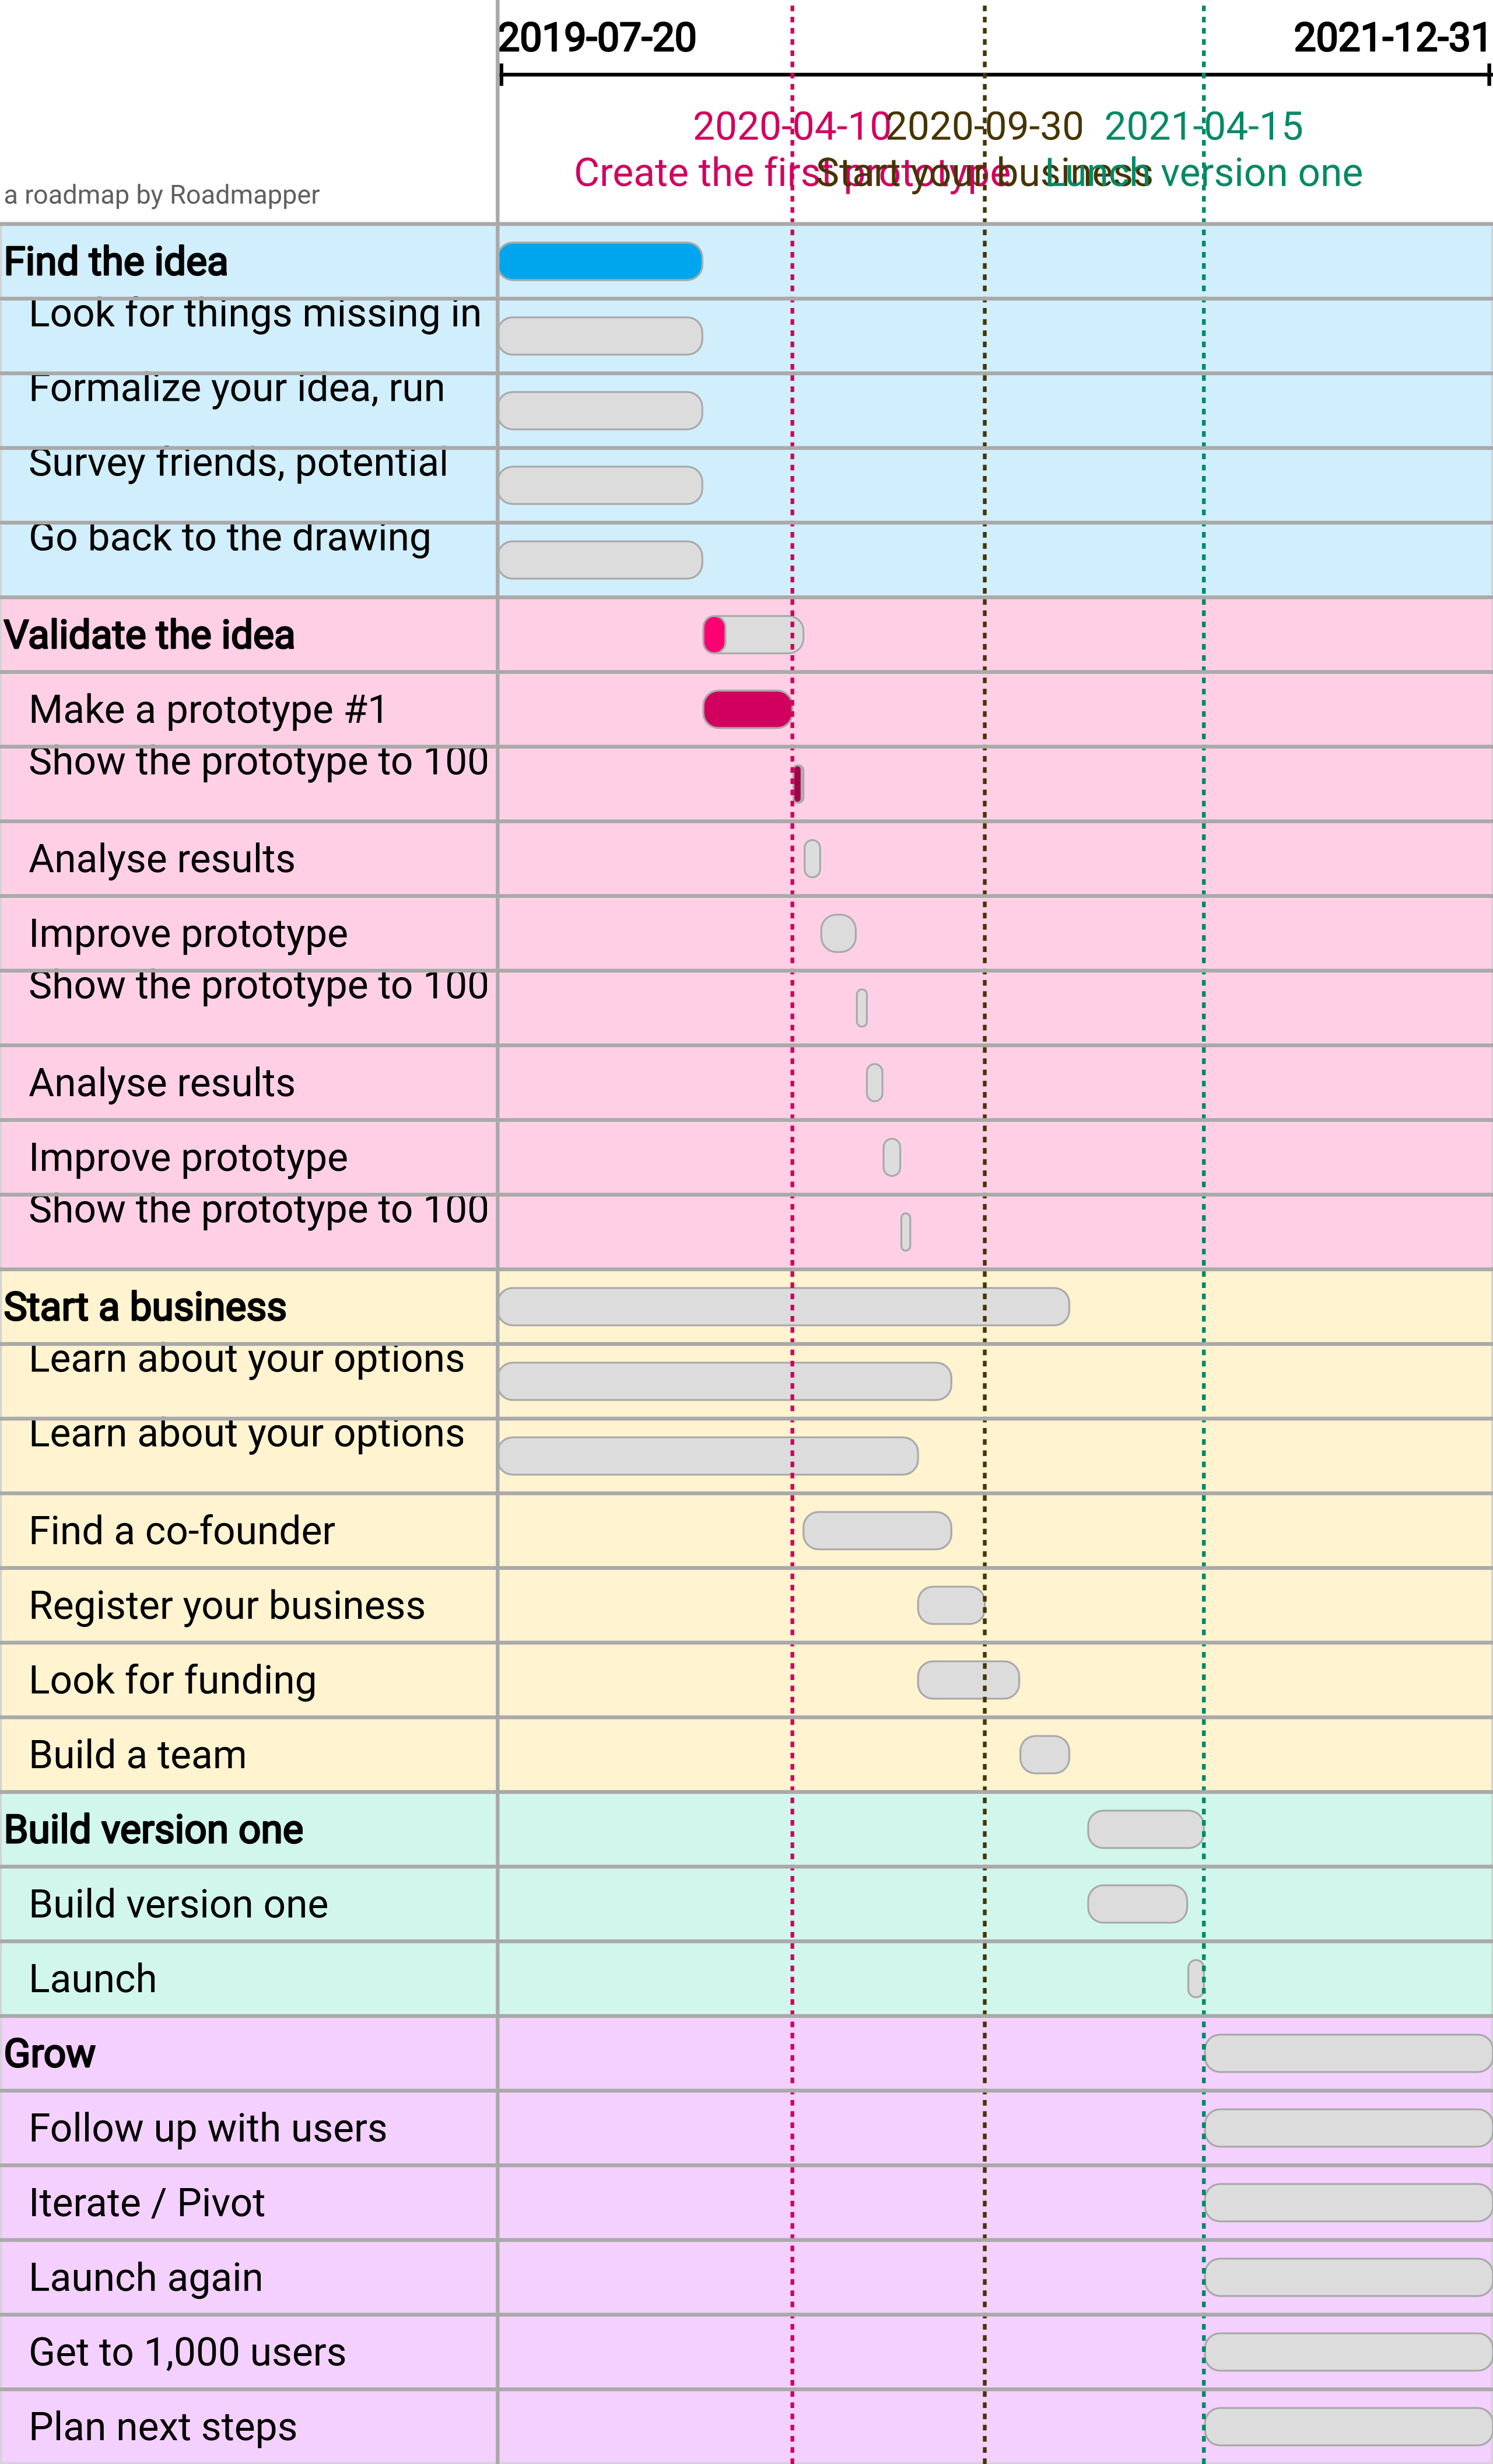 2019-07-20 2021-12-31
2020-04-10 2020-09-30 2021-04-15
Create the first prototype Start your business Lunch version one
a roadmap by Roadmapper
Find the idea
Look for things missing in
Formalize your idea, run
Survey friends, potential
Go back to the drawing
Validate the idea
Make a prototype #1
Show the prototype to 100
Analyse results
Improve prototype
Show the prototype to 100
Analyse results
Improve prototype
Show the prototype to 100
Start a business
Learn about your options
Learn about your options
Find a co-founder
Register your business
Look for funding
Build a team
Build version one
Build version one
Launch
Grow
Follow up with users
Iterate / Pivot
Launch again
Get to 1,000 users
Plan next steps